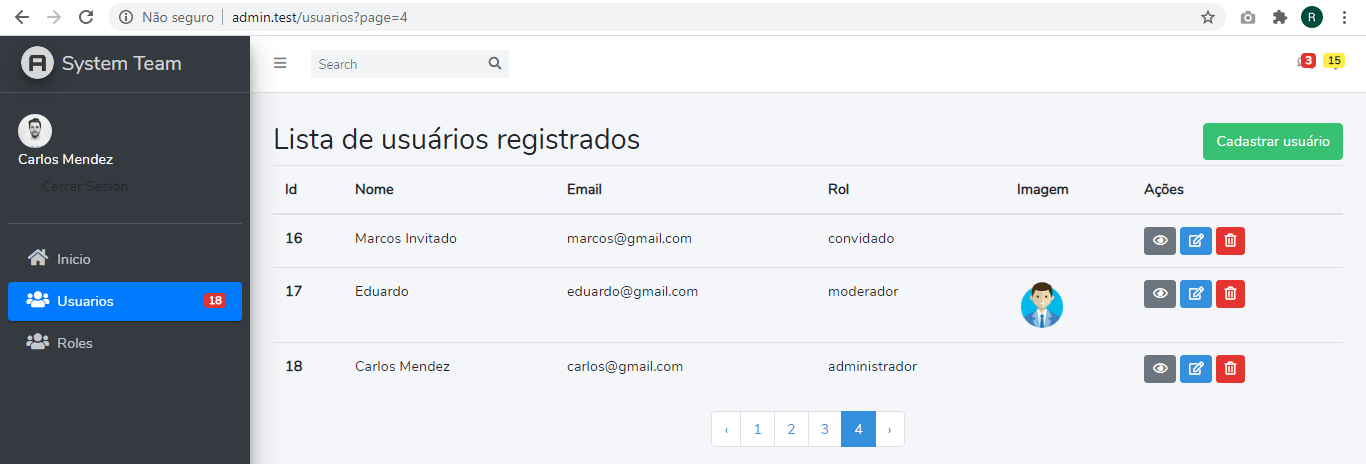 Não seguro | admin.test/usuarios?page=4
R
System Team
Search
3
15
Carlos Mendez
Cerrar Sesión
Inicio
Usuarios 18
Roles
Lista de usuários registrados
Cadastrar usuário
Id Nome Email Rol Imagem Ações
16 Marcos Invitado marcos@gmail.com convidado
17 Eduardo eduardo@gmail.com moderador
18 Carlos Mendez carlos@gmail.com administrador
‹ 1 2 3 4 ›